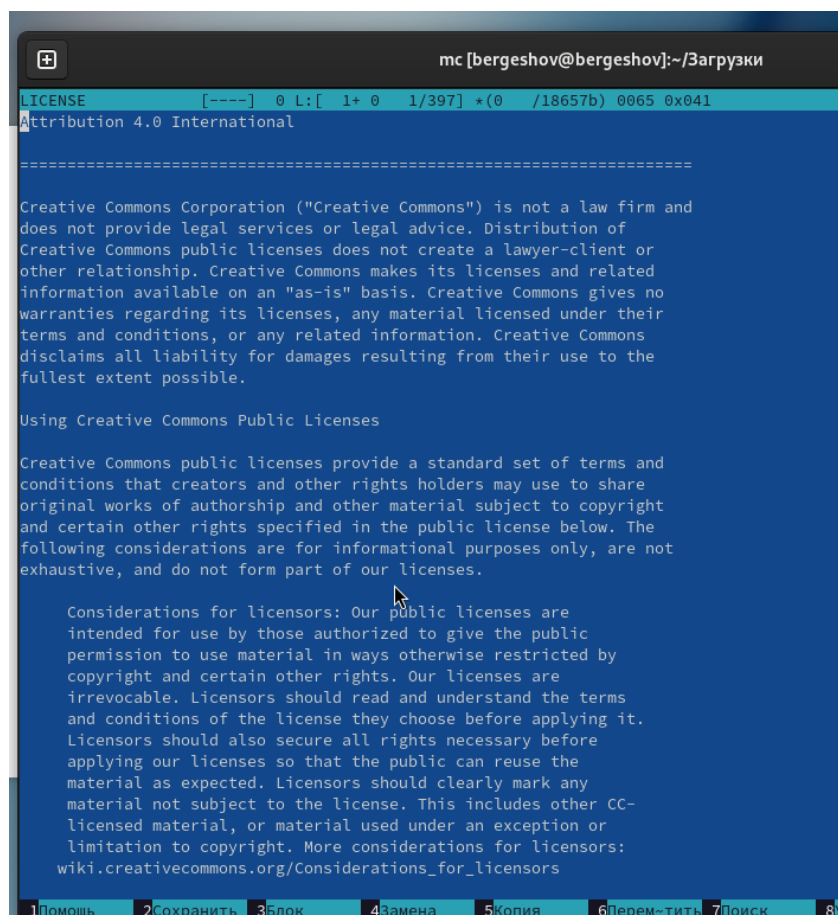 mc [bergeshov@bergeshov]:~/Загрузки
LICENSE [----] 0 L:[ 1+ 0 1/397] *(0 /18657b) 0065 0x041
Attribution 4.0 International
=======================================================================
Creative Commons Corporation ("Creative Commons") is not a law firm and
does not provide legal services or legal advice. Distribution of
Creative Commons public licenses does not create a lawyer-client or
other relationship. Creative Commons makes its licenses and related
information available on an "as-is" basis. Creative Commons gives no
warranties regarding its licenses, any material licensed under their
terms and conditions, or any related information. Creative Commons
disclaims all liability for damages resulting from their use to the
fullest extent possible.
Using Creative Commons Public Licenses
Creative Commons public licenses provide a standard set of terms and
conditions that creators and other rights holders may use to share
original works of authorship and other material subject to copyright
and certain other rights specified in the public license below. The
following considerations are for informational purposes only, are not
exhaustive, and do not form part of our licenses.
Considerations for licensors: Our public licenses are
intended for use by those authorized to give the public
permission to use material in ways otherwise restricted by
copyright and certain other rights. Our licenses are
irrevocable. Licensors should read and understand the terms
and conditions of the license they choose before applying it.
Licensors should also secure all rights necessary before
applying our licenses so that the public can reuse the
material as expected. Licensors should clearly mark any
material not subject to the license. This includes other CC-
licensed material, or material used under an exception or
limitation to copyright. More considerations for licensors:
wiki.creativecommons.org/Considerations_for_licensors
1Помощь 2Сохранить 3Блок 4Замена 5Копия 6Перем~тить 7Поиск 8